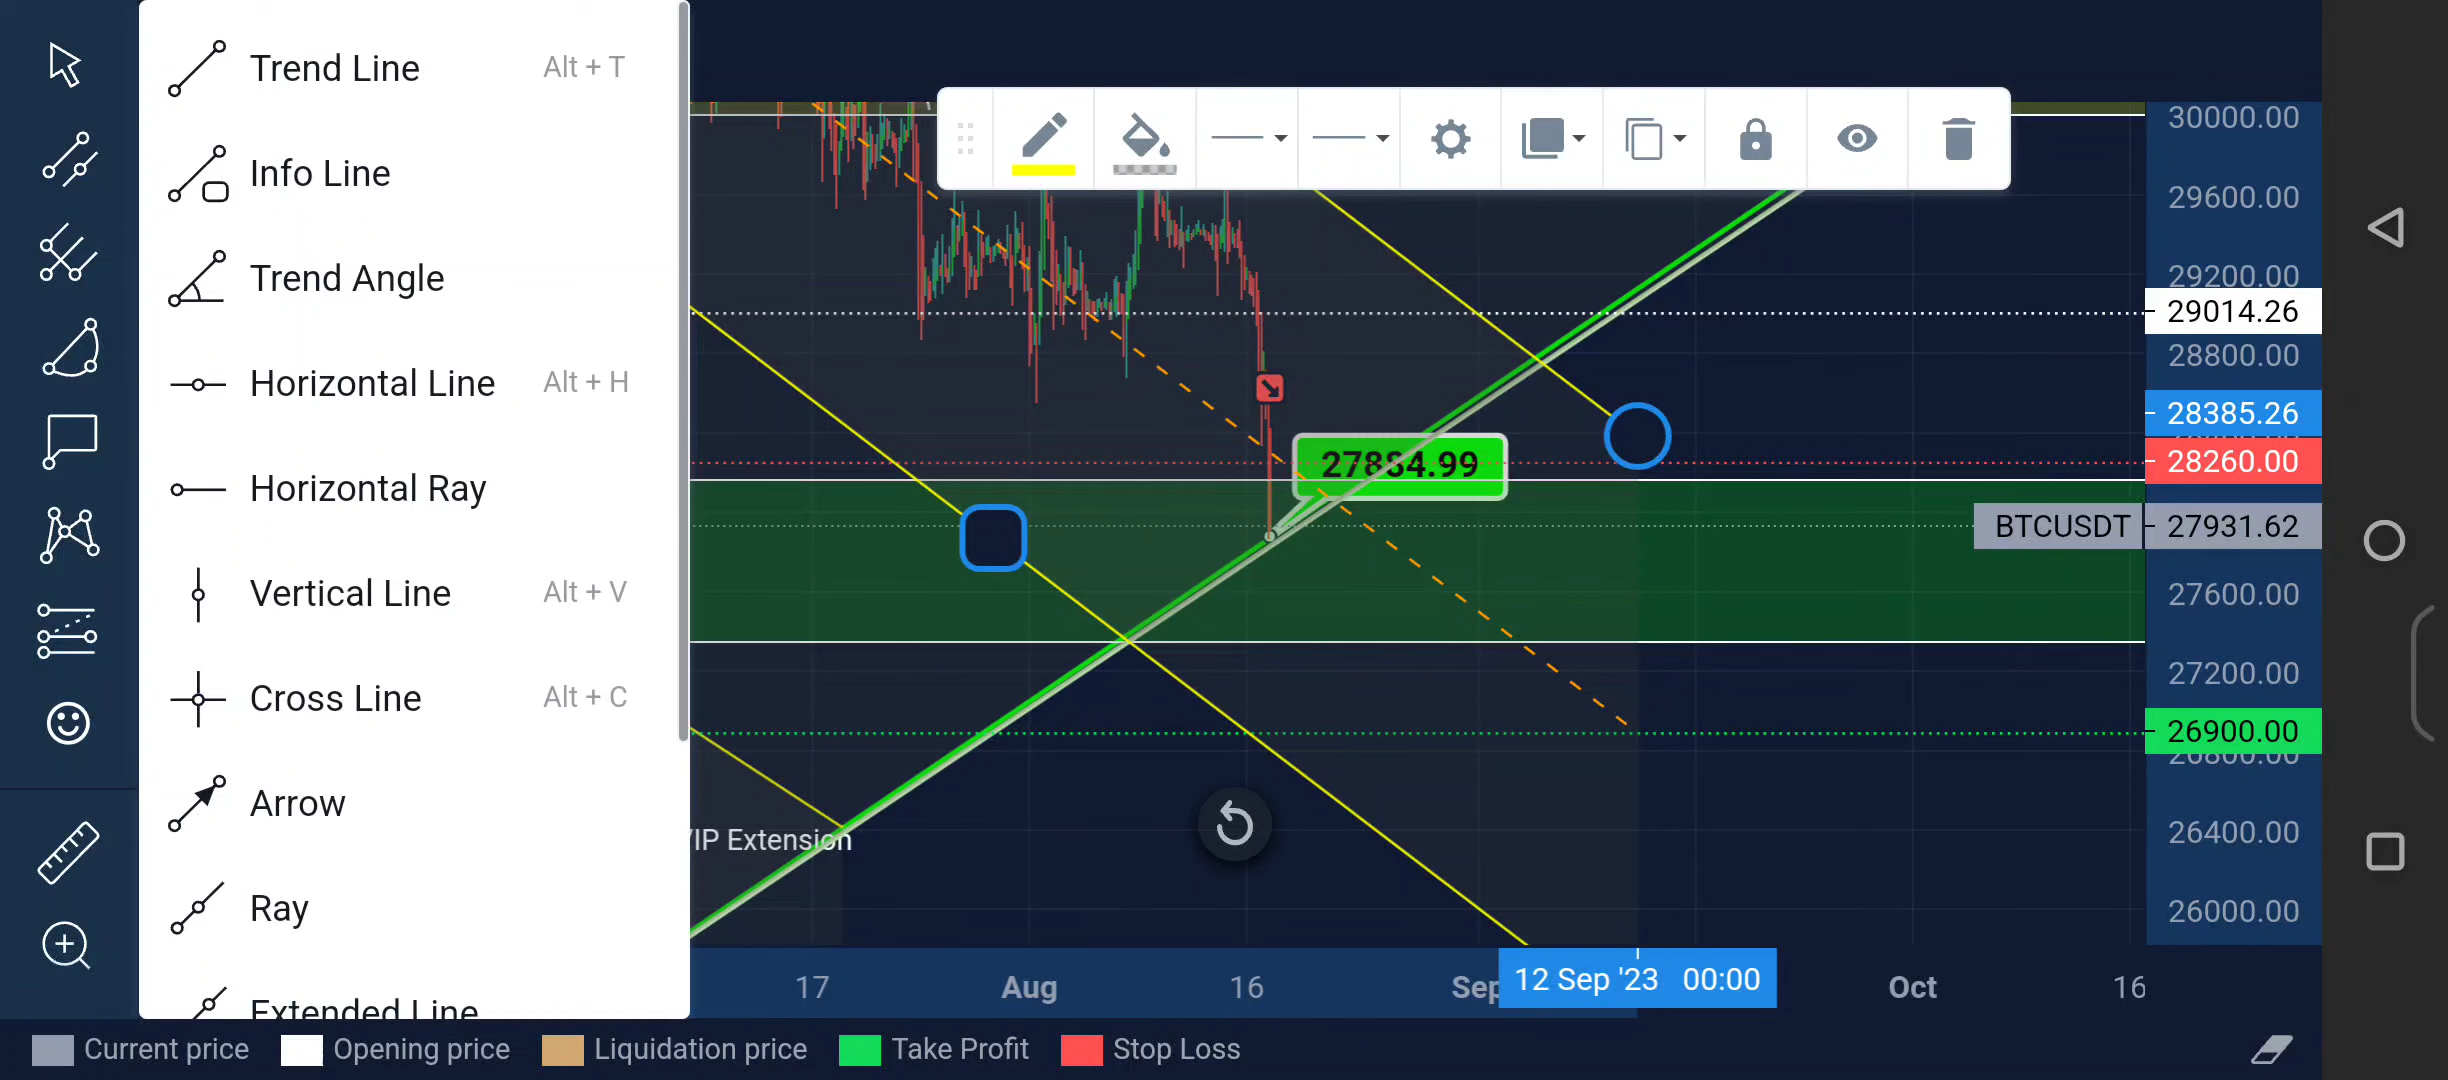 Trend Line Alt + T
Info Line
Trend Angle
Horizontal Line Alt + H
Horizontal Ray
Vertical Line Alt + V
Cross Line Alt + C
Arrow
Ray
Extended Line
30000.00
29600.00
29200.00
29014.26
28800.00
28385.26
27884.99
28260.00
BTCUSDT 27931.62
27600.00
27200.00
26900.00
26800.00
IP Extension
26400.00
26000.00
17 Aug 16 Sep 12 Sep '23 00:00 Oct 16
Current price Opening price Liquidation price Take Profit Stop Loss